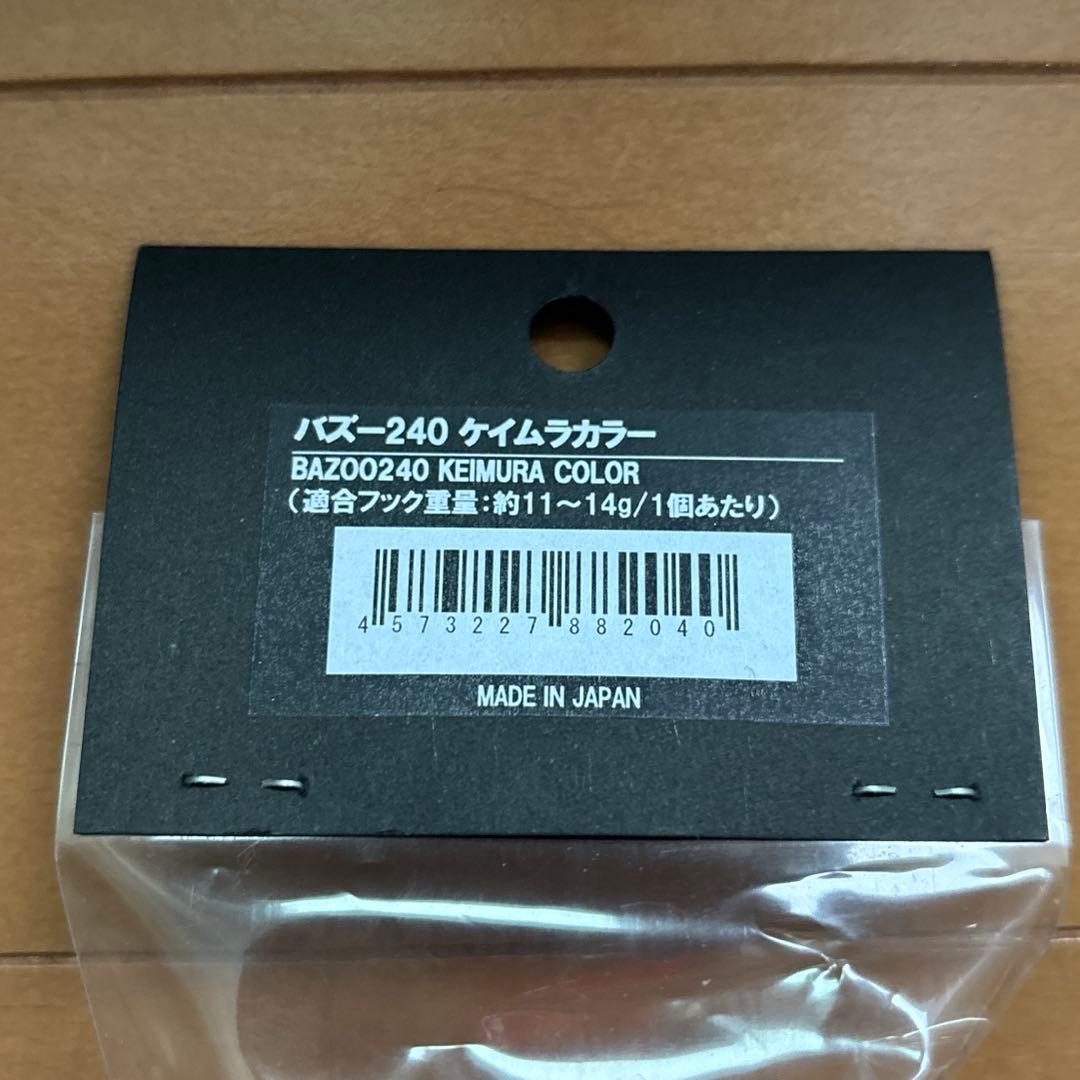 バズー240 ケイムラカラー
BAZOO240 KEIMURA COLOR
(適合フック重量:約11〜14g/1個あたり)
4573227882040
MADE IN JAPAN